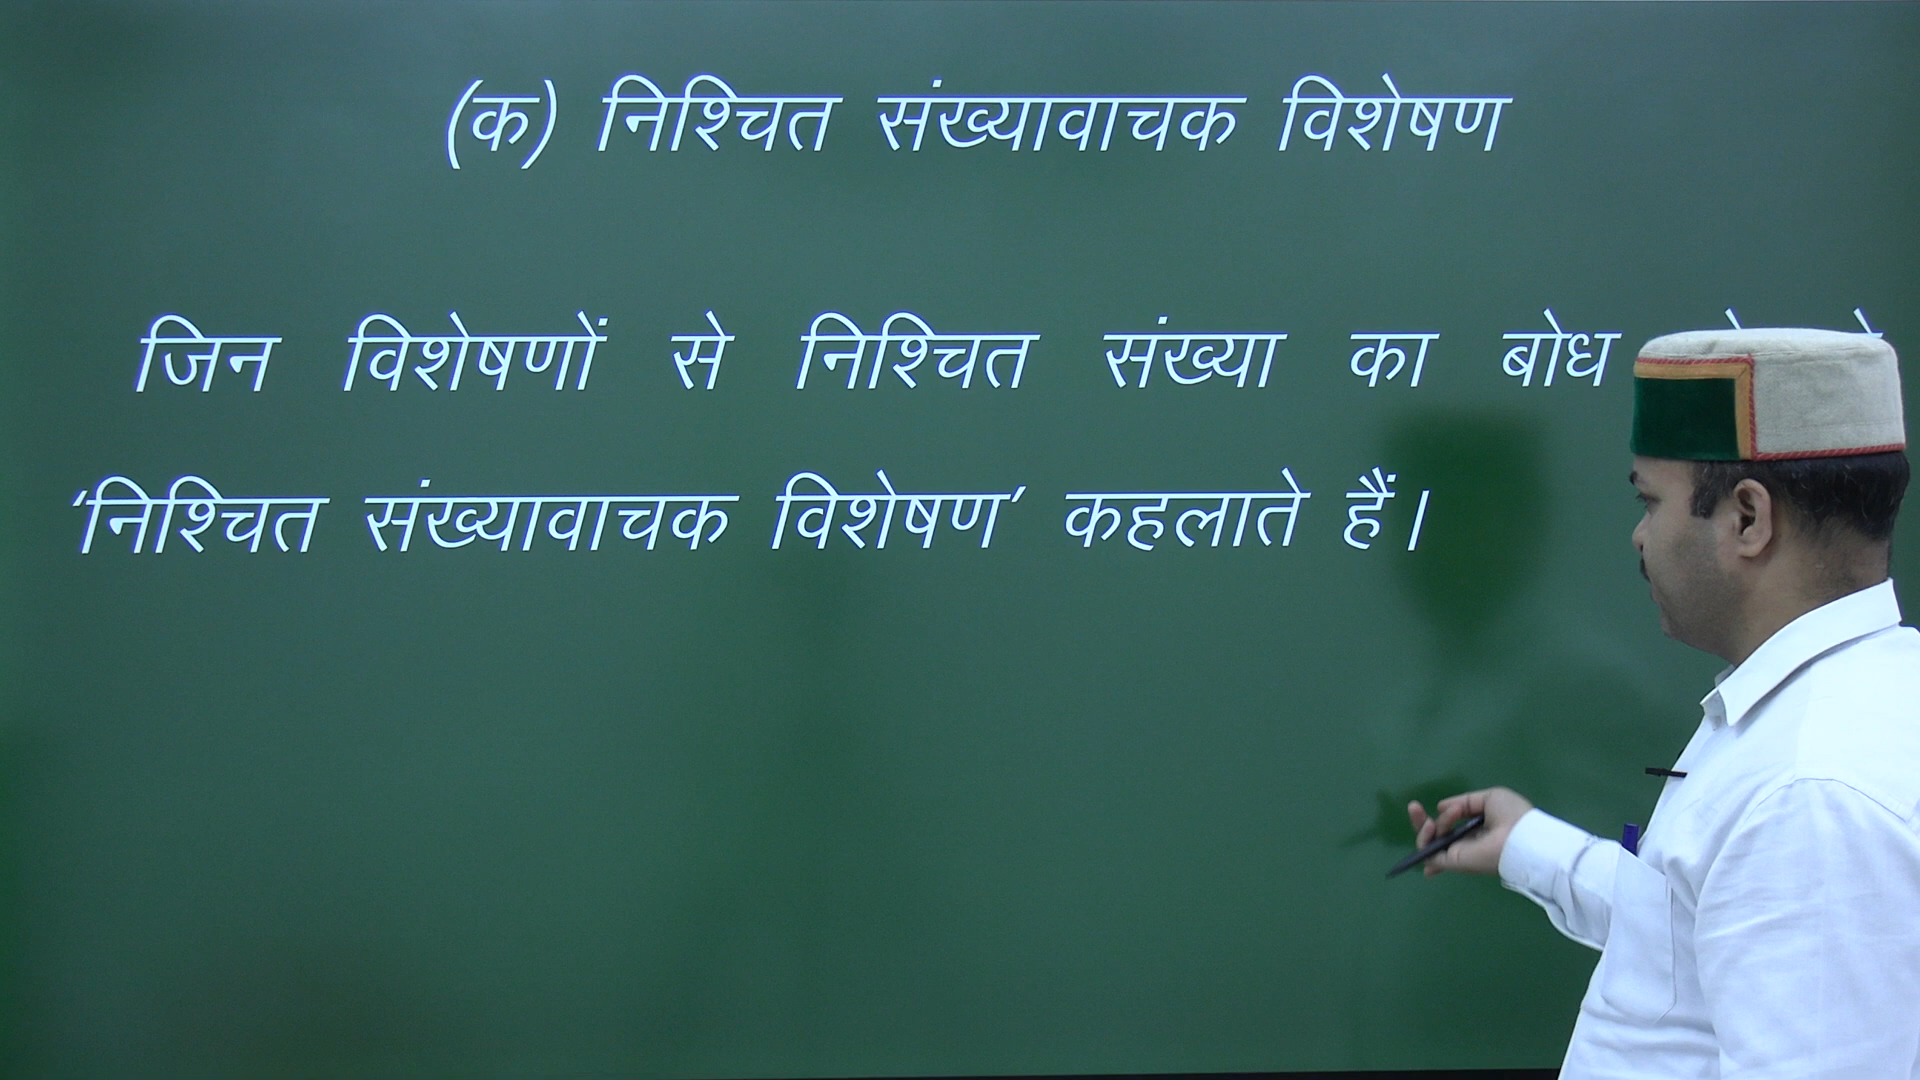 (क) निश्चित संख्यावाचक विशेषण
जिन विशेषणों से निश्चित संख्या का बोध
‘निश्चित संख्यावाचक विशेषण’ कहलाते हैं।